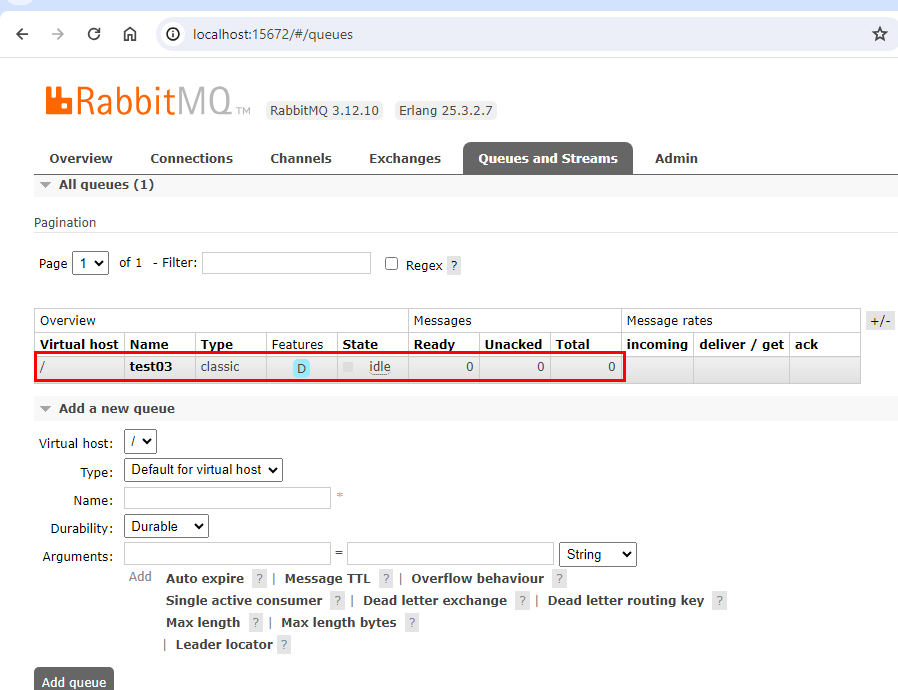 localhost:15672/#/queues
RabbitMQ TM RabbitMQ 3.12.10 Erlang 25.3.2.7
Overview Connections Channels Exchanges Queues and Streams Admin
All queues (1)
Pagination
Page 1 of 1 - Filter: Regex ?
Overview Messages Message rates +/-
Virtual host Name Type Features State Ready Unacked Total incoming deliver / get ack
/ test03 classic D idle 0 0 0
Add a new queue
Virtual host: /
Type: Default for virtual host
Name: *
Durability: Durable
Arguments: = String
Add Auto expire ? | Message TTL ? | Overflow behaviour ?
Single active consumer ? | Dead letter exchange ? | Dead letter routing key ?
Max length ? | Max length bytes ?
| Leader locator ?
Add queue